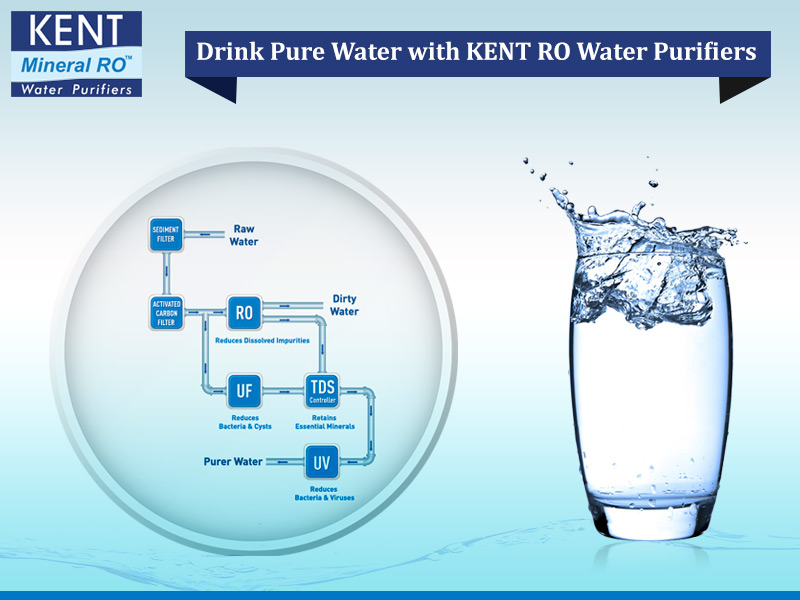 KENT
Mineral RO™
Water Purifiers
Drink Pure Water with KENT RO Water Purifiers
SEDIMENT
FILTER
Raw
Water
ACTIVATED
CARBON
FILTER
RO
Dirty
Water
Reduces Dissolved Impurities
UF
Reduces
Bacteria & Cysts
TDS
Controller
Retains
Essential Minerals
Purer Water
UV
Reduces
Bacteria & Viruses